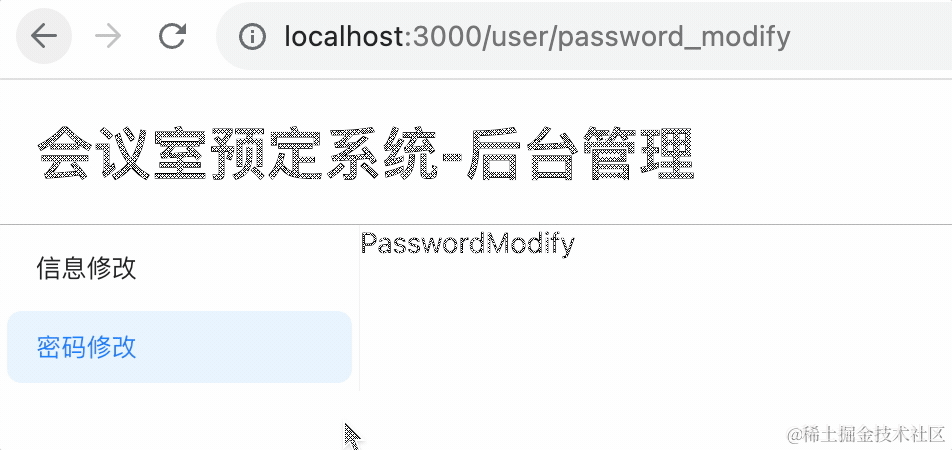 localhost:3000/user/password_modify
会议室预定系统-后台管理
信息修改
PasswordModify
密码修改
@稀土掘金技术社区